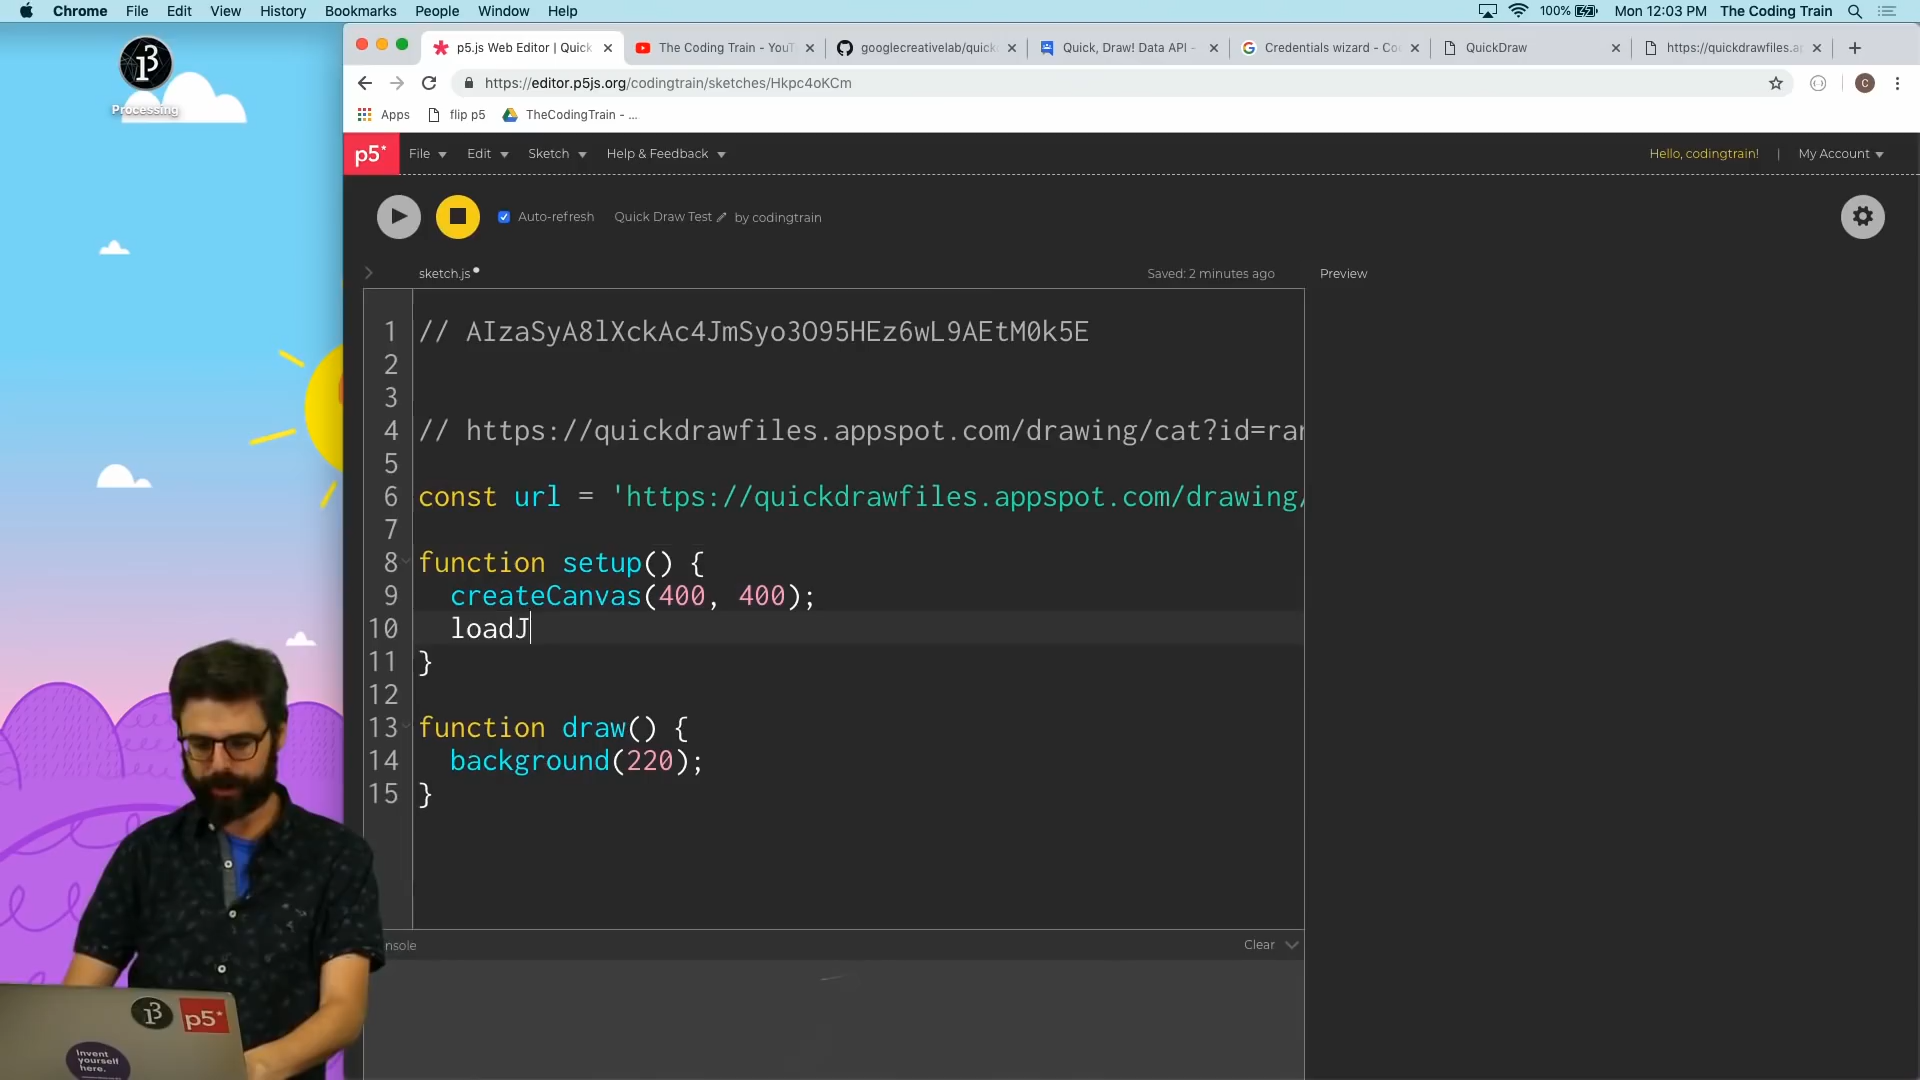 Chrome File Edit View History Bookmarks People Window Help 100% Mon 12:03 PM The Coding Train
Processing
p5.js Web Editor | Quick The Coding Train - YouT googlecreativelab/quick Quick, Draw! Data API - Credentials wizard - Co QuickDraw https://quickdrawfiles.a
https://editor.p5js.org/codingtrain/sketches/Hkpc4oKCm C
Apps flip p5 TheCodingTrain - ...
p5* File Edit Sketch Help & Feedback Hello, codingtrain! | My Account
Auto-refresh Quick Draw Test by codingtrain
sketch.js Saved: 2 minutes ago Preview
1 // AIzaSyA8lXckAc4JmSyo3O95HEz6wL9AEtM0k5E
2
3
4 // https://quickdrawfiles.appspot.com/drawing/cat?id=ran
5
6 const url = 'https://quickdrawfiles.appspot.com/drawing/
7
8 function setup() {
9 createCanvas(400, 400);
10 loadJ
11 }
12
13 function draw() {
14 background(220);
15 }
nsole Clear
p5*
Invent
yourself
here.